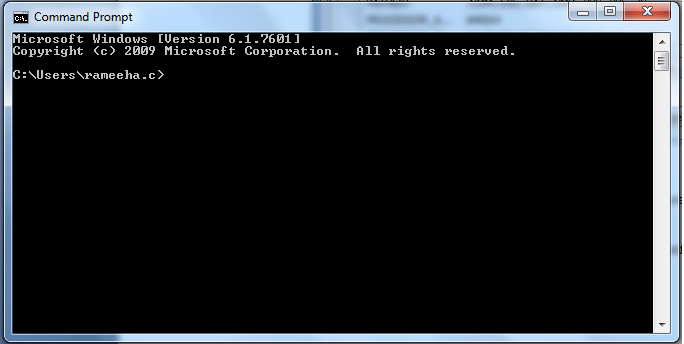 Command Prompt
Microsoft Windows [Version 6.1.7601]
Copyright (c) 2009 Microsoft Corporation.  All rights reserved.
C:\Users\rameeha.c>